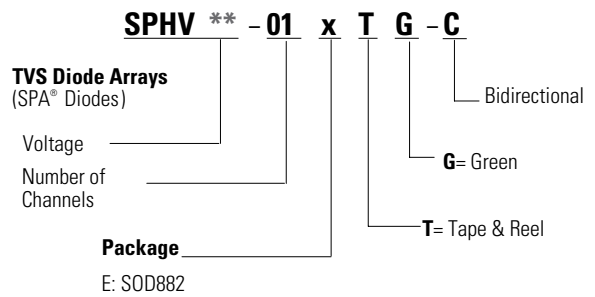 SPHV ** - 01 x T G - C
TVS Diode Arrays
(SPA® Diodes)
Bidirectional
Voltage
G= Green
Number of
Channels
T= Tape & Reel
Package
E: SOD882